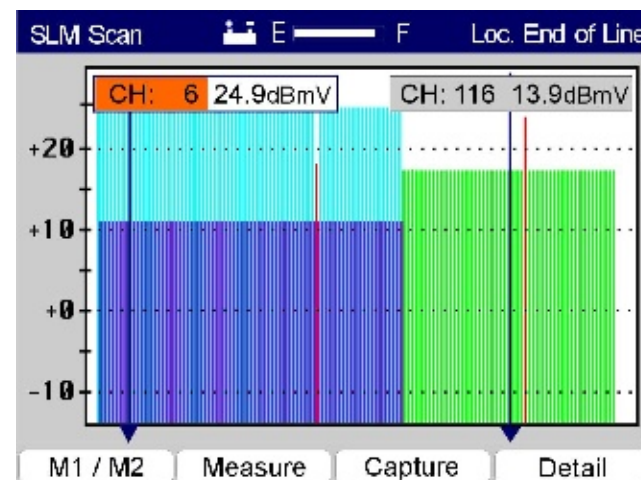 SLM Scan E F Loc. End of Line
CH: 6 24.9dBmV CH: 116 13.9dBmV
+20
+10
+0
-10
M1 / M2 Measure Capture Detail